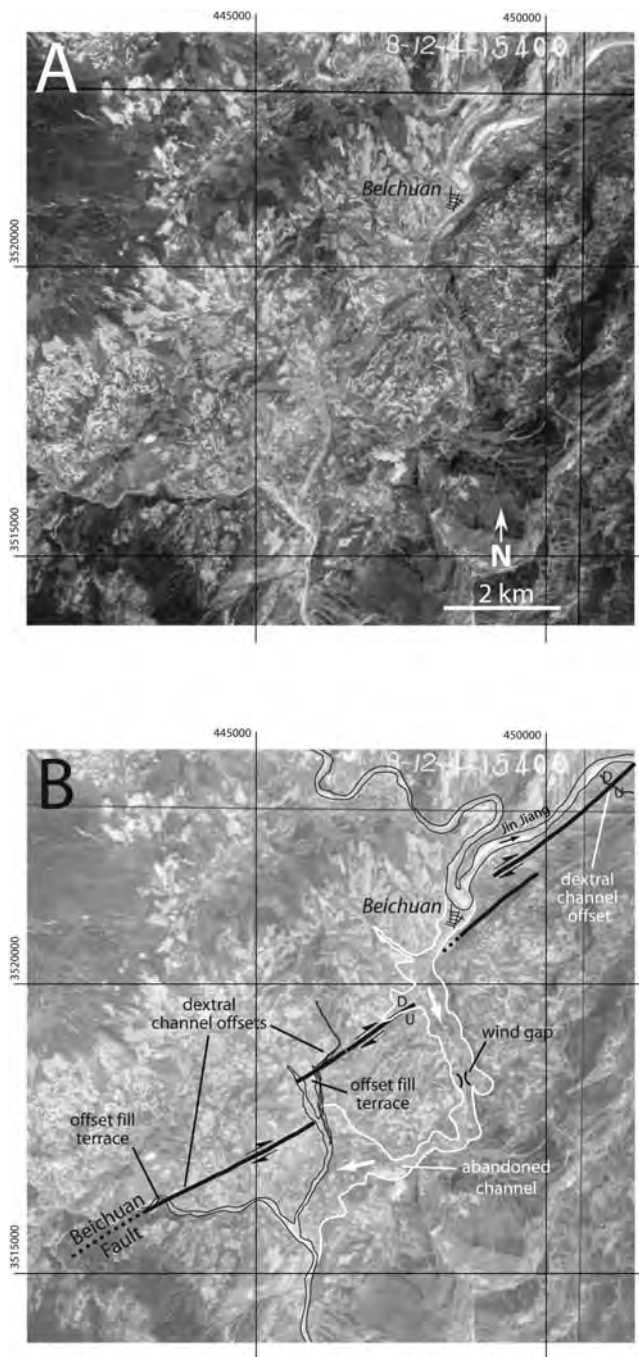 445000
450000
A
8-12-4-15400
Beichuan
3520000
3515000
N
2 km
445000
450000
B
8-12-4-15400
D
U
Jin Jiang
dextral
channel
offset
Beichuan
3520000
dextral
channel offsets
D
U
wind gap
offset fill
terrace
offset fill
terrace
abandoned
channel
Beichuan
Fault
3515000